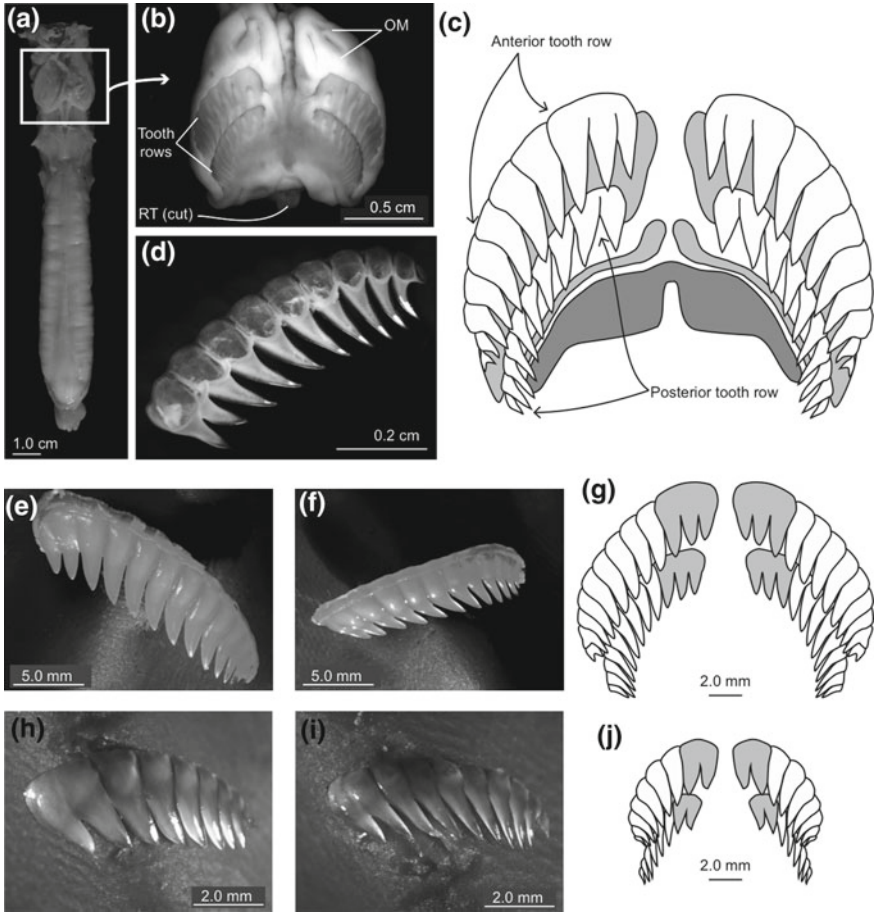 (a)
1.0 cm
(b)
OM
Tooth
rows
RT (cut)
0.5 cm
(c)
Anterior tooth row
Posterior tooth row
(d)
0.2 cm
(e)
5.0 mm
(f)
5.0 mm
(g)
2.0 mm
(h)
2.0 mm
(i)
2.0 mm
(j)
2.0 mm